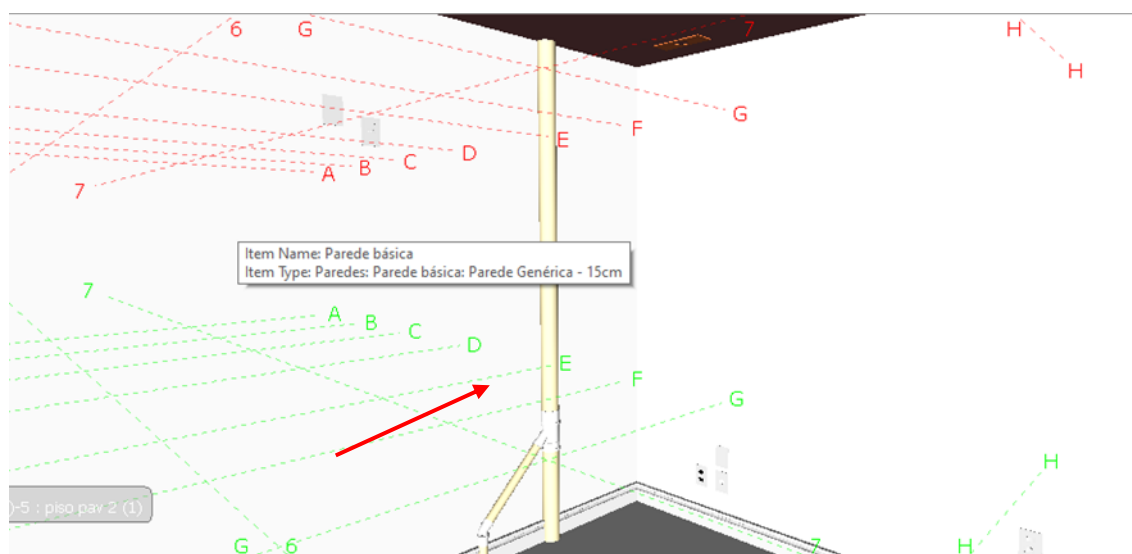 6
G
7
H
H
G
F
E
D
C
B
A
7
Item Name: Parede básica
Item Type: Paredes: Parede básica: Parede Genérica - 15cm
7
A
B
C
D
E
F
G
H
)-5 : piso pav 2 (1)
G
6
7
H